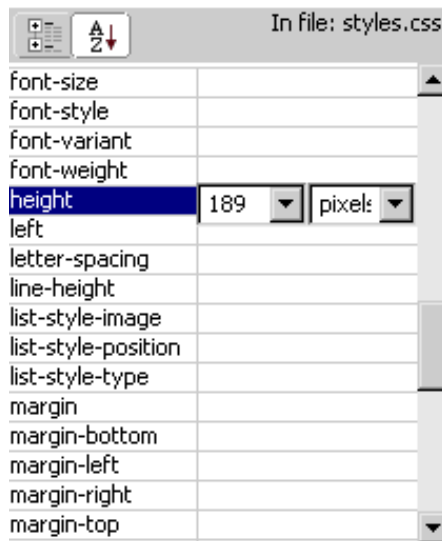 A
Z
In file: styles.css
font-size
font-style
font-variant
font-weight
height 189 pixels
left
letter-spacing
line-height
list-style-image
list-style-position
list-style-type
margin
margin-bottom
margin-left
margin-right
margin-top